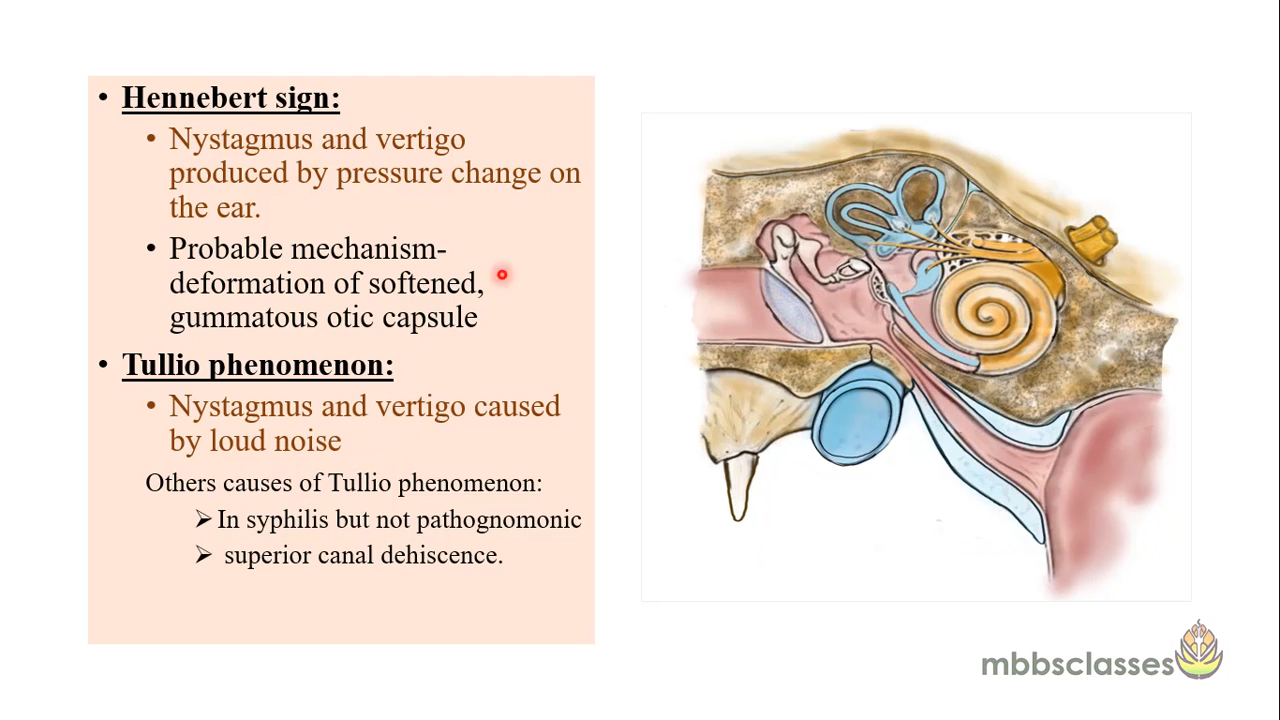 • Hennebert sign:
• Nystagmus and vertigo
produced by pressure change on
the ear.
• Probable mechanism-
deformation of softened,
gummatous otic capsule
• Tullio phenomenon:
• Nystagmus and vertigo caused
by loud noise
Others causes of Tullio phenomenon:
➢ In syphilis but not pathognomonic
➢ superior canal dehiscence.
mbbsclasses